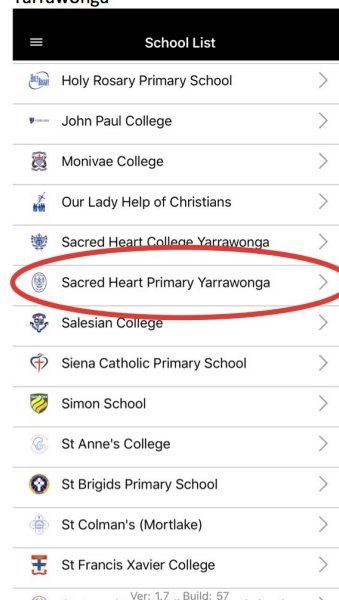 Yarrawonga
School List
Holy Rosary Primary School
John Paul College
Monivae College
Our Lady Help of Christians
Sacred Heart College Yarrawonga
Sacred Heart Primary Yarrawonga
Salesian College
Siena Catholic Primary School
Simon School
St Anne's College
St Brigids Primary School
St Colman's (Mortlake)
St Francis Xavier College
Ver: 1.7 .. Build: 57